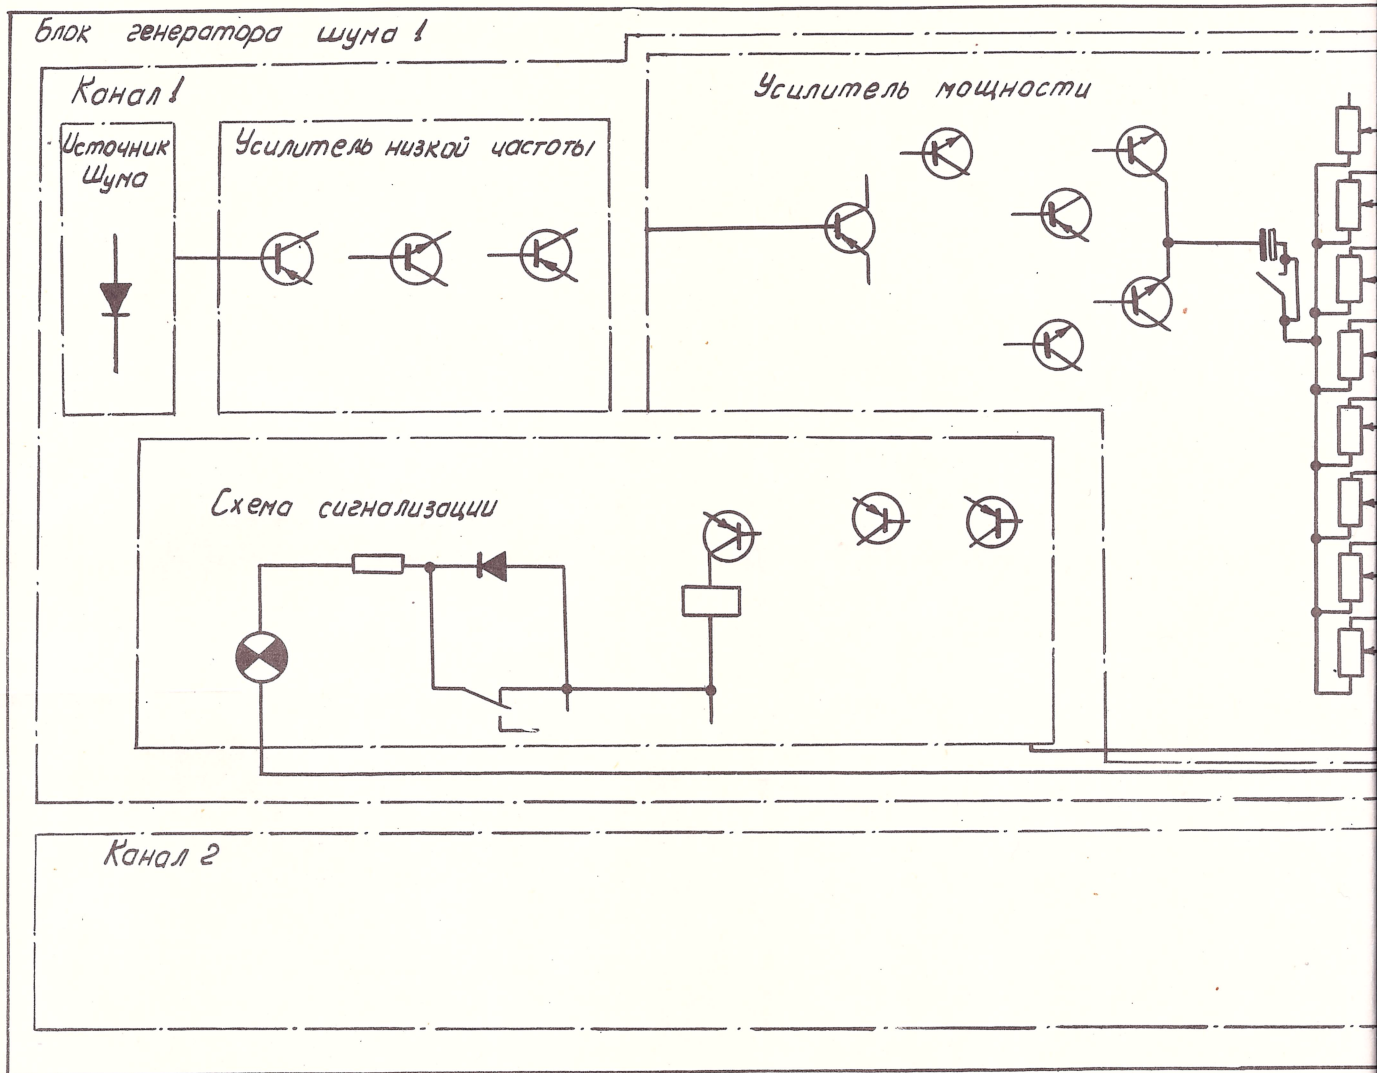 Блок генератора шума 1
Канал 1
Усилитель мощности
Источник
Шума
Усилитель низкой частоты
Схема сигнализации
Канал 2